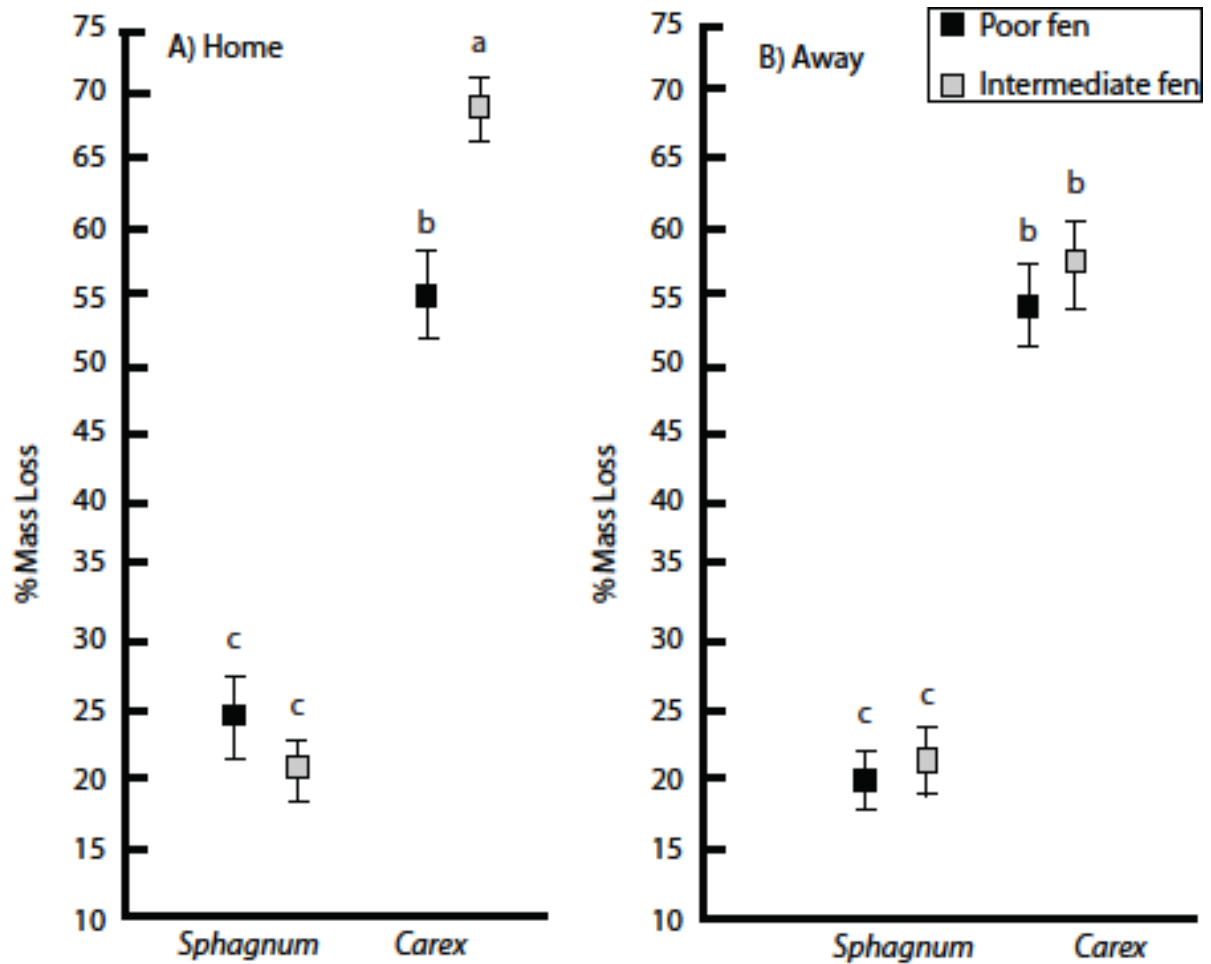 A) Home
75
70
65
60
55
50
45
40
35
30
25
20
15
10
% Mass Loss
a
b
c
c
Sphagnum Carex
B) Away
75
70
65
60
55
50
45
40
35
30
25
20
15
10
% Mass Loss
b
b
c
c
Sphagnum Carex
Poor fen
Intermediate fen